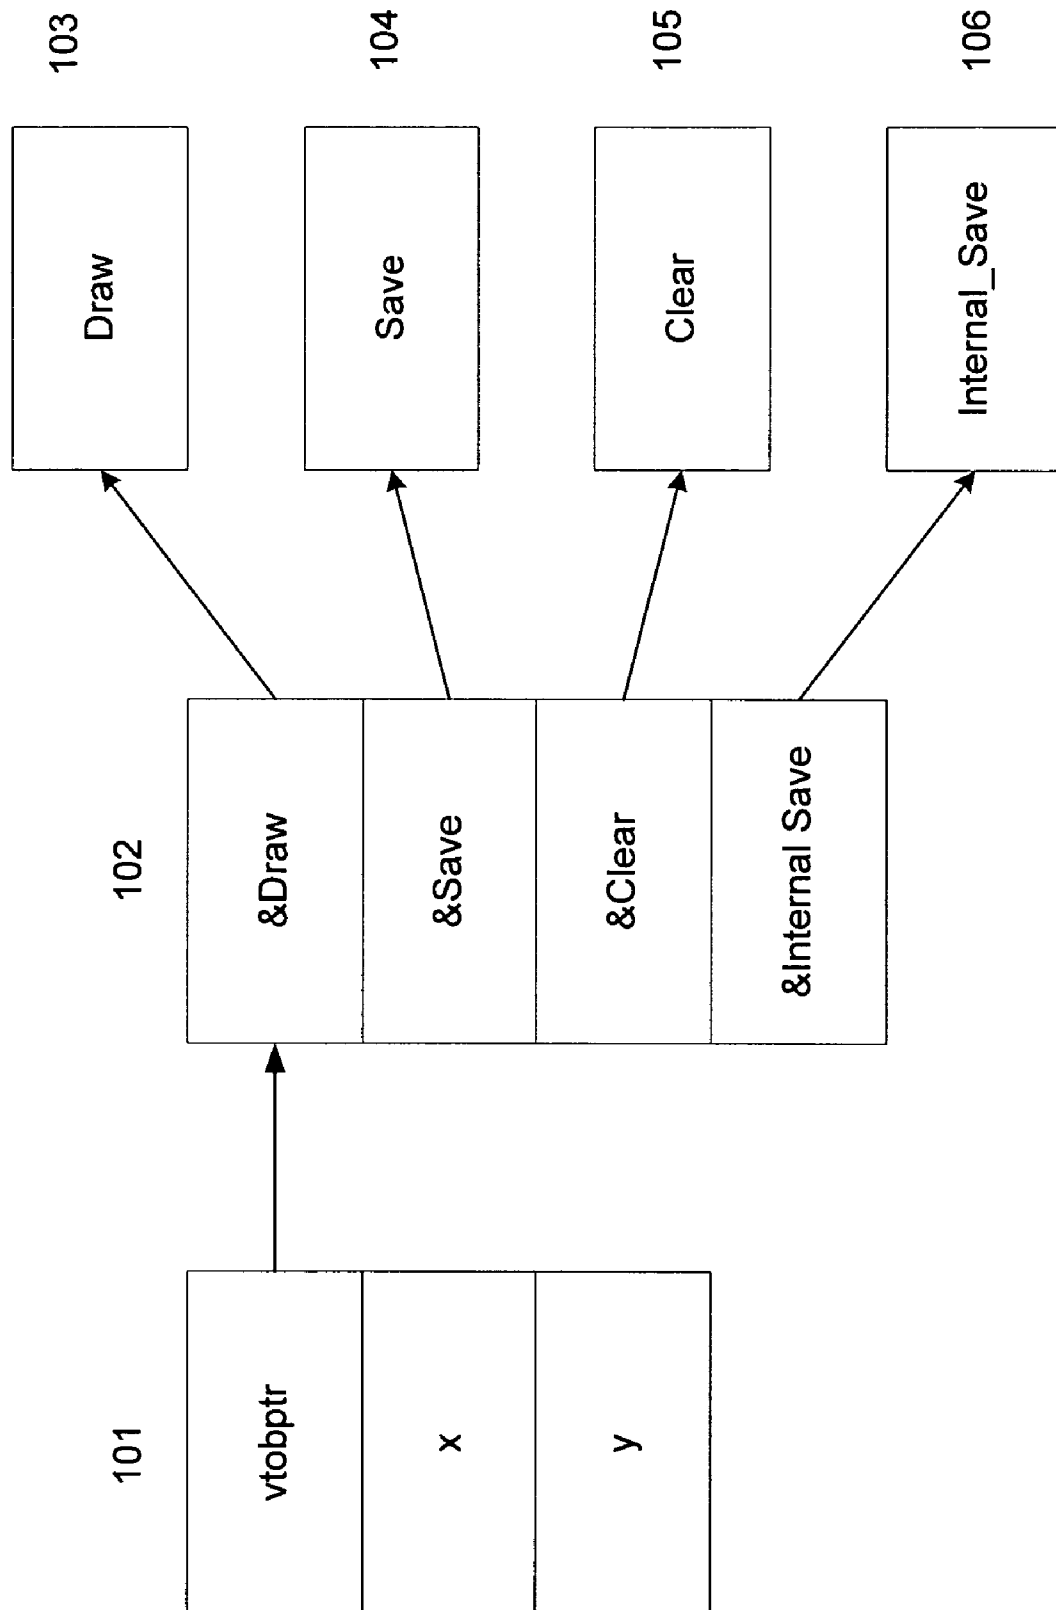 101
vtobptr
x
y
102
&Draw
&Save
&Clear
&Internal Save
Draw
103
Save
104
Clear
105
Internal_Save
106